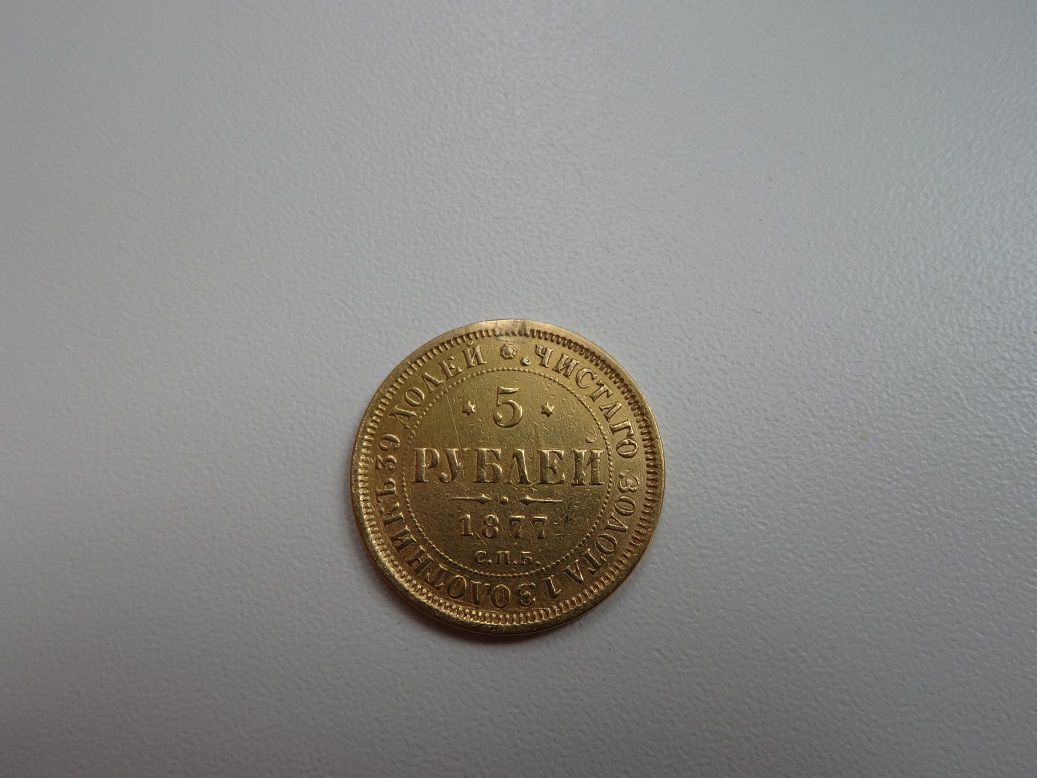 5
РУБЛЕЙ
1877
С.П.Б.
ЧИСТАГО ЗОЛОТА 1 ЗОЛОТНИКЪ 39 ДОЛЕЙ